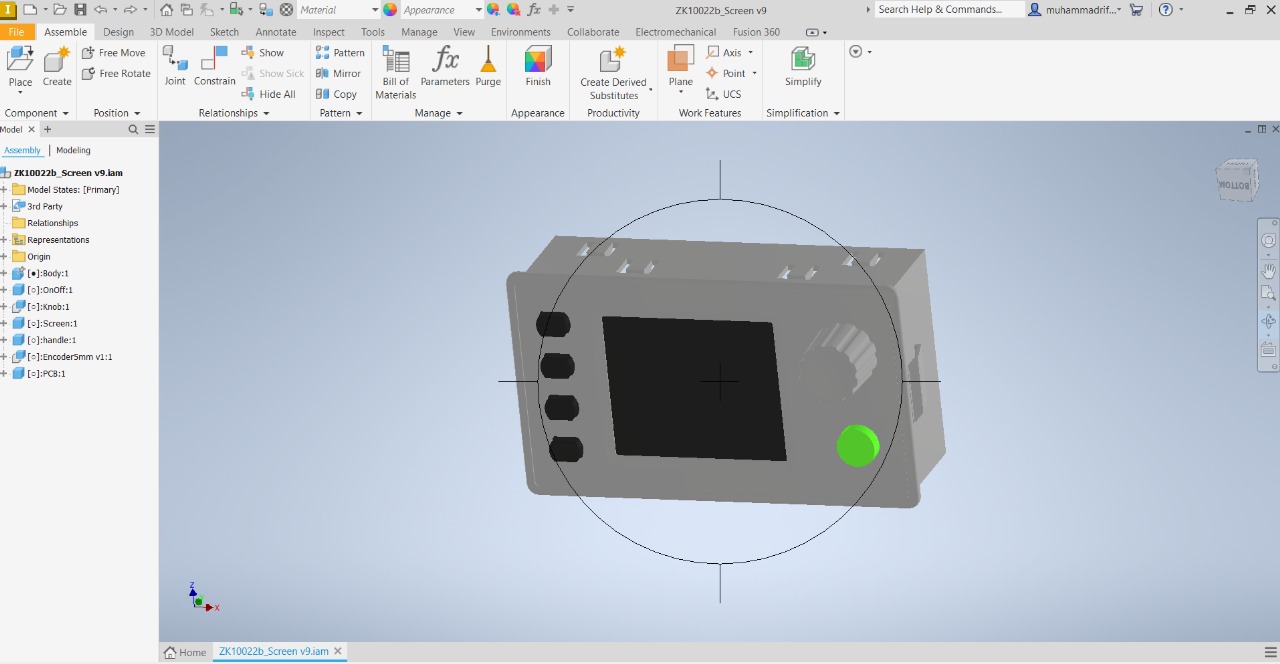 I Material Appearance fx ZK10022b_Screen v9 Search Help & Commands... muhammadrif...
File Assemble Design 3D Model Sketch Annotate Inspect Tools Manage View Environments Collaborate Electromechanical Fusion 360
Place Create Free Move Free Rotate Joint Constrain Show Show Sick Hide All Pattern Mirror Copy Bill of Materials fx Parameters Purge Finish Create Derived Substitutes Plane Axis Point UCS Simplify
Component Position Relationships Pattern Manage Appearance Productivity Work Features Simplification
Model × +
Assembly | Modeling
ZK10022b_Screen v9.iam
Model States: [Primary]
3rd Party
Relationships
Representations
Origin
[●]:Body:1
[○]:OnOff:1
[○]:Knob:1
[○]:Screen:1
[○]:handle:1
[○]:Encoder5mm v1:1
[○]:PCB:1
BOTTOM
Z
X
Home ZK10022b_Screen v9.iam ×